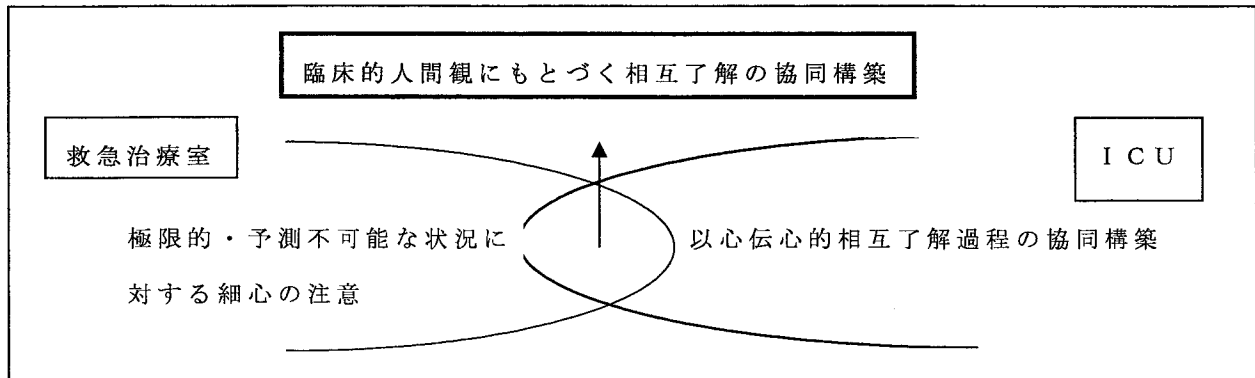 臨床的人間観にもとづく相互了解の協同構築
救急治療室
ICU
極限的・予測不可能な状況に
対する細心の注意
以心伝心的相互了解過程の協同構築